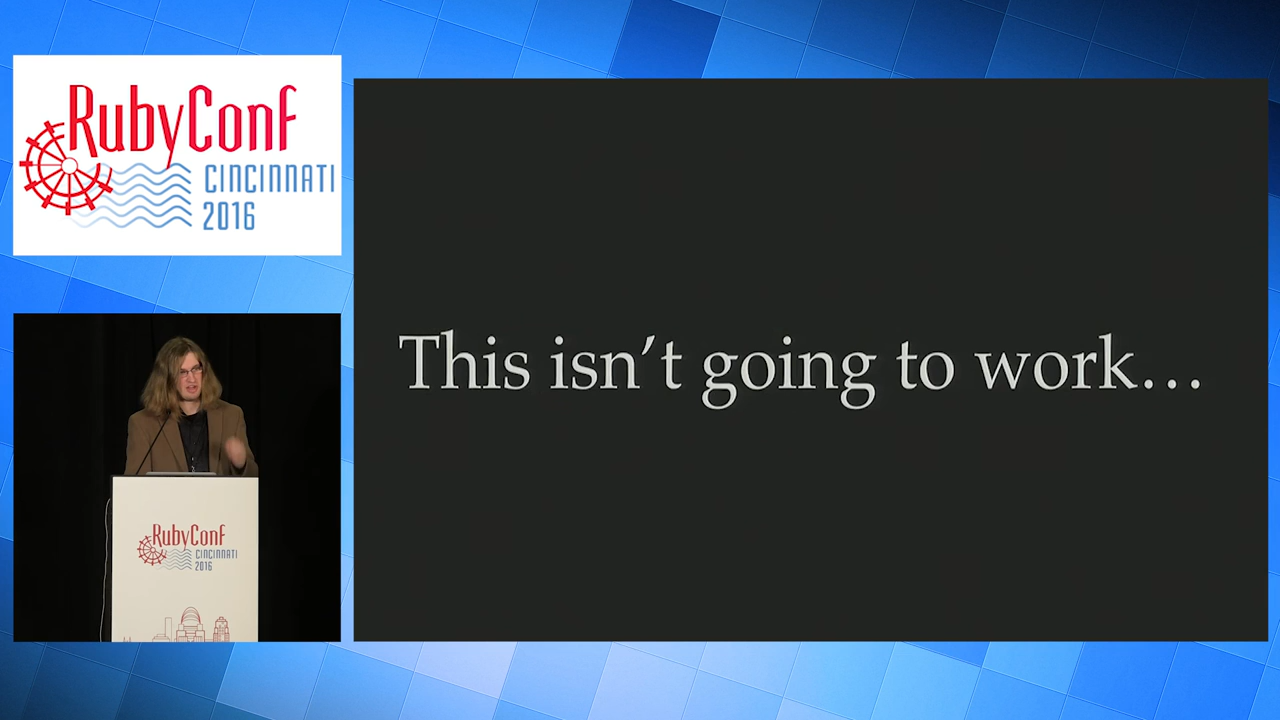 RubyConf
CINCINNATI
2016
This isn’t going to work…
RubyConf
CINCINNATI
2016